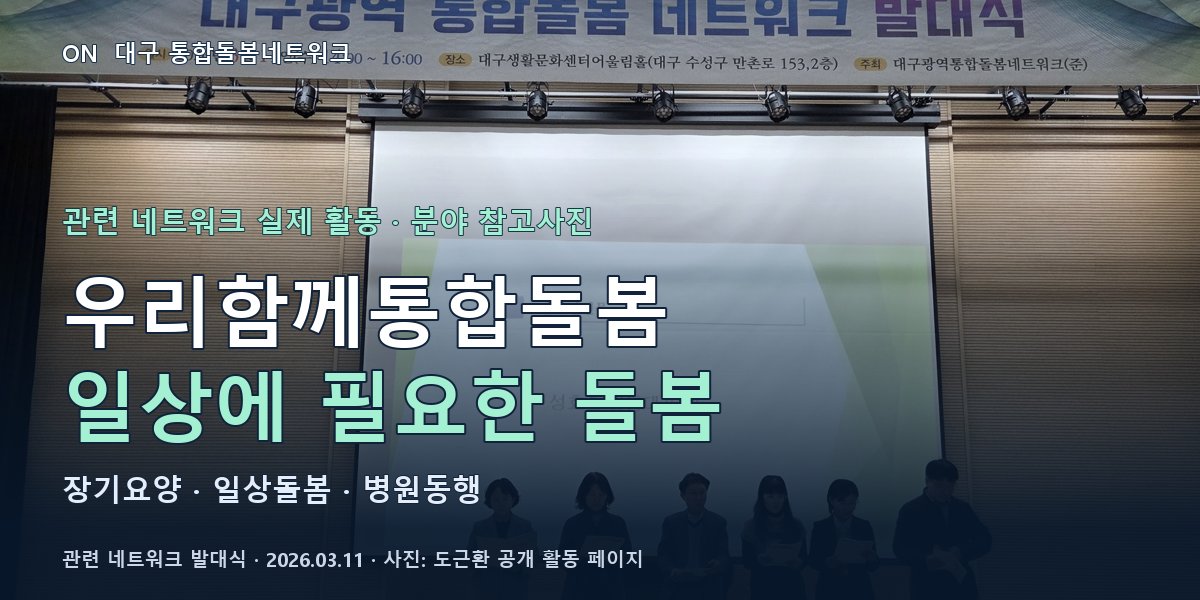 대구광역 통합돌봄 네트워크 발대식
ON 대구 통합돌봄네트워크
~ 16:00 장소 대구생활문화센터어울림홀(대구 수성구 만촌로 153,2층) 주최 대구광역통합돌봄네트워크(준)
관련 네트워크 실제 활동 · 분야 참고사진
우리함께통합돌봄
일상에 필요한 돌봄
장기요양 · 일상돌봄 · 병원동행
관련 네트워크 발대식 · 2026.03.11 · 사진: 도근환 공개 활동 페이지